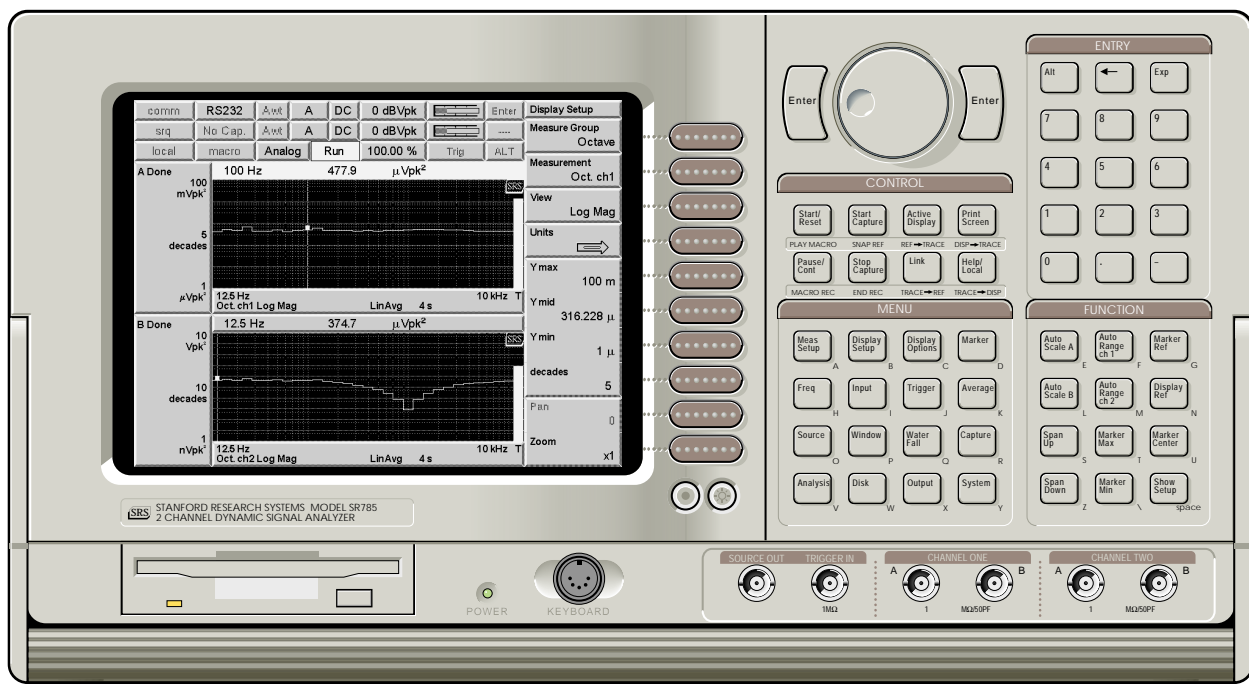 comm RS232 Awt A DC 0 dBVpk Enter
srq No Cap. Awt A DC 0 dBVpk ----
local macro Analog Run 100.00 % Trig ALT
A Done
100 Hz 477.9 µVpk²
100
mVpk²
SRS
5
decades
1
µVpk²
12.5 Hz 10 kHz T
Oct. ch1 Log Mag LinAvg 4 s
B Done
12.5 Hz 374.7 µVpk²
10
Vpk²
SRS
10
decades
1
nVpk²
12.5 Hz 10 kHz T
Oct. ch2 Log Mag LinAvg 4 s
Display Setup
Measure Group
Octave
Measurement
Oct. ch1
View
Log Mag
Units
Y max
100 m
Y mid
316.228 µ
Y min
1 µ
decades
5
Pan
0
Zoom
x1
SRS STANFORD RESEARCH SYSTEMS MODEL SR785
2 CHANNEL DYNAMIC SIGNAL ANALYZER
Enter
Enter
CONTROL
Start/
Reset
Start
Capture
Active
Display
Print
Screen
PLAY MACRO SNAP REF REF→TRACE DISP→TRACE
Pause/
Cont
Stop
Capture
Link
Help/
Local
MACRO REC END REC TRACE→REF TRACE→DISP
MENU
Meas
Setup
A
Display
Setup
B
Display
Options
C
Marker
D
Freq H
Input I
Trigger J
Average K
Source O
Window P
Water
Fall
Q
Capture R
Analysis V
Disk W
Output X
System Y
ENTRY
Alt ← Exp
7 8 9
4 5 6
1 2 3
0 . −
FUNCTION
Auto
Scale A
E
Auto
Range
ch 1
F
Marker
Ref
G
Auto
Scale B
L
Auto
Range
ch 2
M
Display
Ref
N
Span
Up
S
Marker
Max
T
Marker
Center
U
Span
Down
Z
Marker
Min
\
Show
Setup
space
POWER
KEYBOARD
SOURCE OUT TRIGGER IN
1MΩ
CHANNEL ONE
A B
1 MΩ/50PF
CHANNEL TWO
A B
1 MΩ/50PF